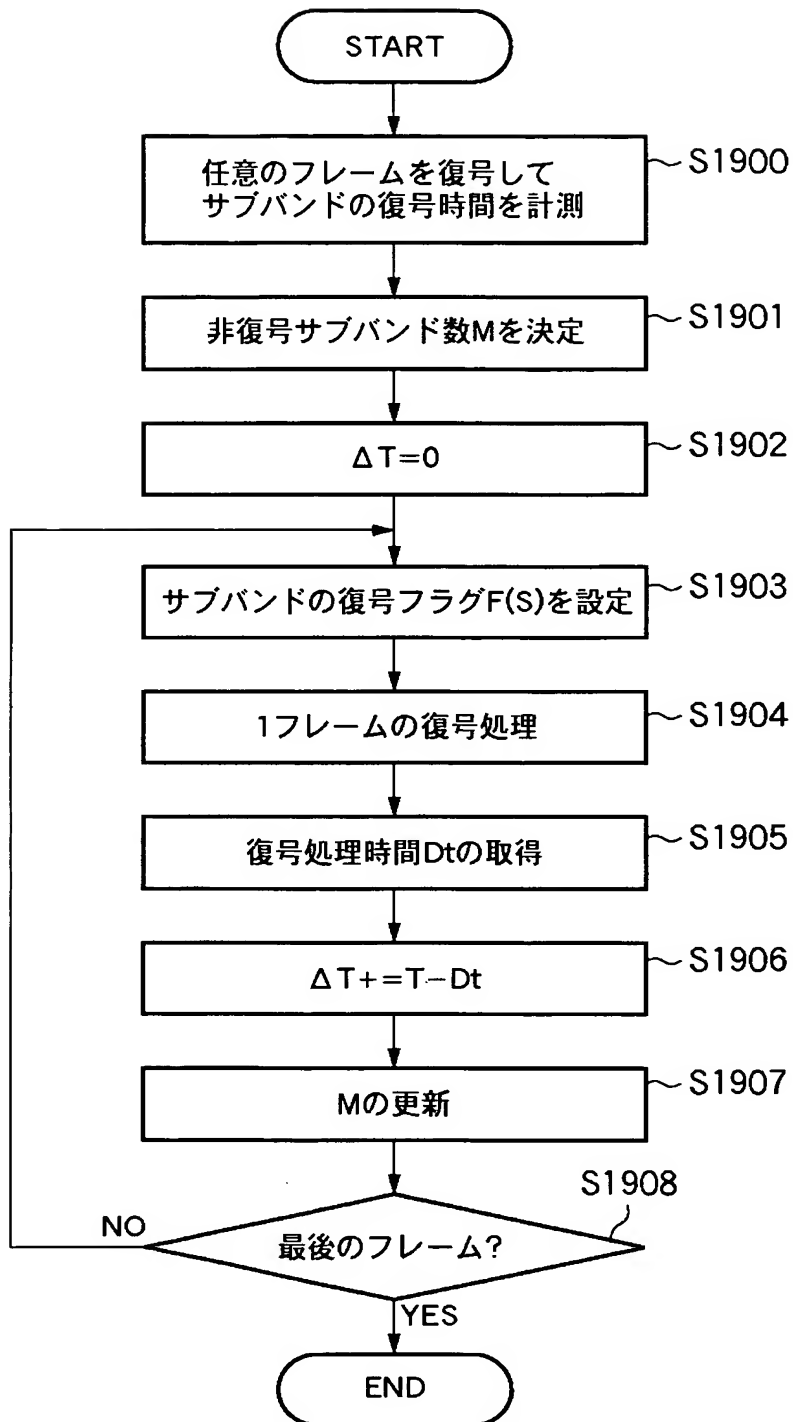 START
任意のフレームを復号して
サブバンドの復号時間を計測
S1900
非復号サブバンド数Mを決定
S1901
ΔT=0
S1902
サブバンドの復号フラグF(S)を設定
S1903
1フレームの復号処理
S1904
復号処理時間Dtの取得
S1905
ΔT+=T-Dt
S1906
Mの更新
S1907
S1908
最後のフレーム?
NO
YES
END